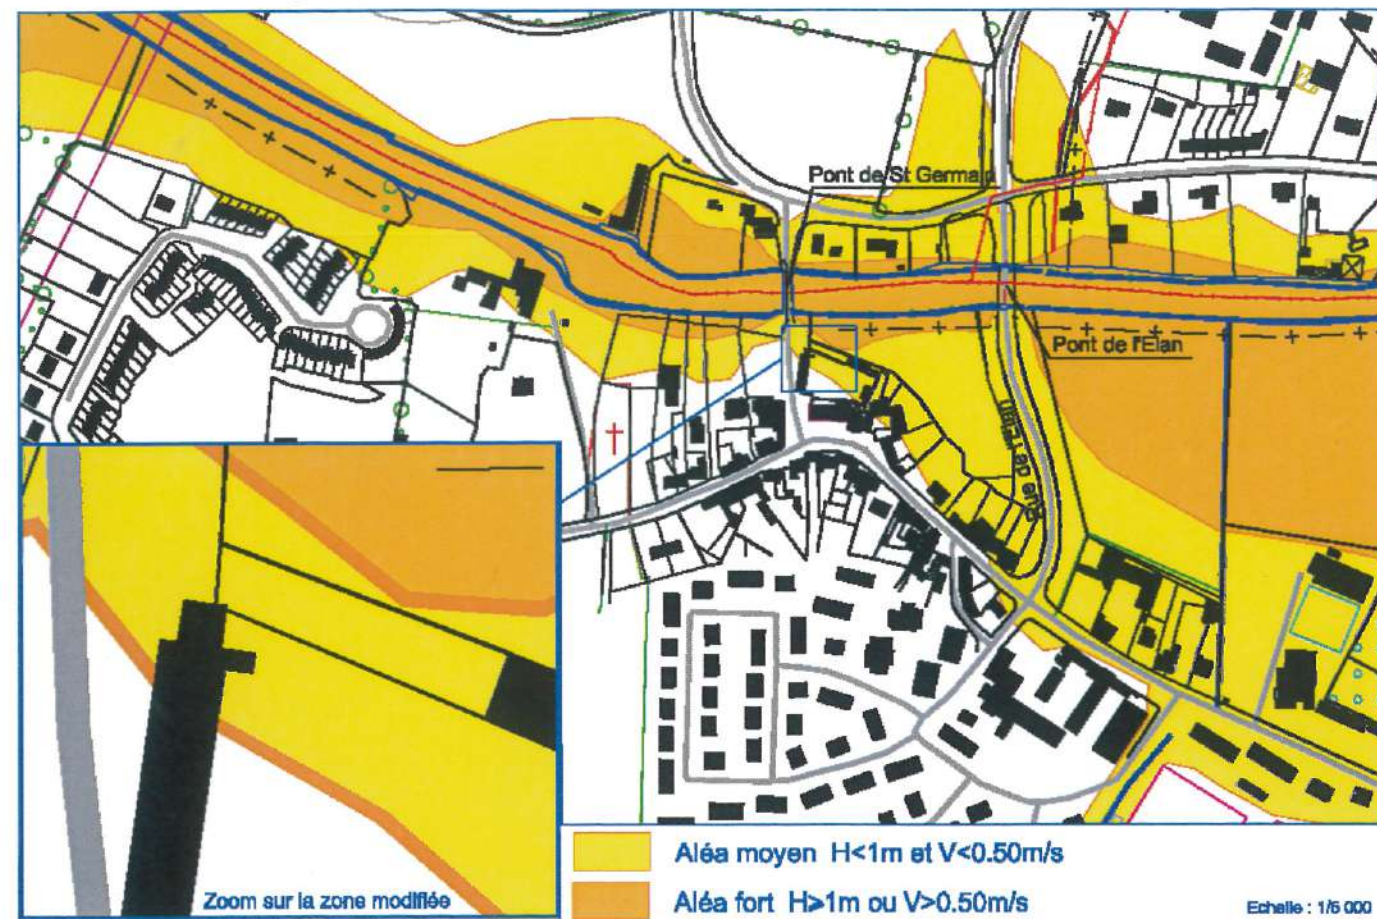 Pont de St Germain
Pont de l'Elan
Rue de l'Elan
Zoom sur la zone modifiée
Aléa moyen H<1m et V<0.50m/s
Aléa fort H≥1m ou V>0.50m/s
Echelle : 1/5 000